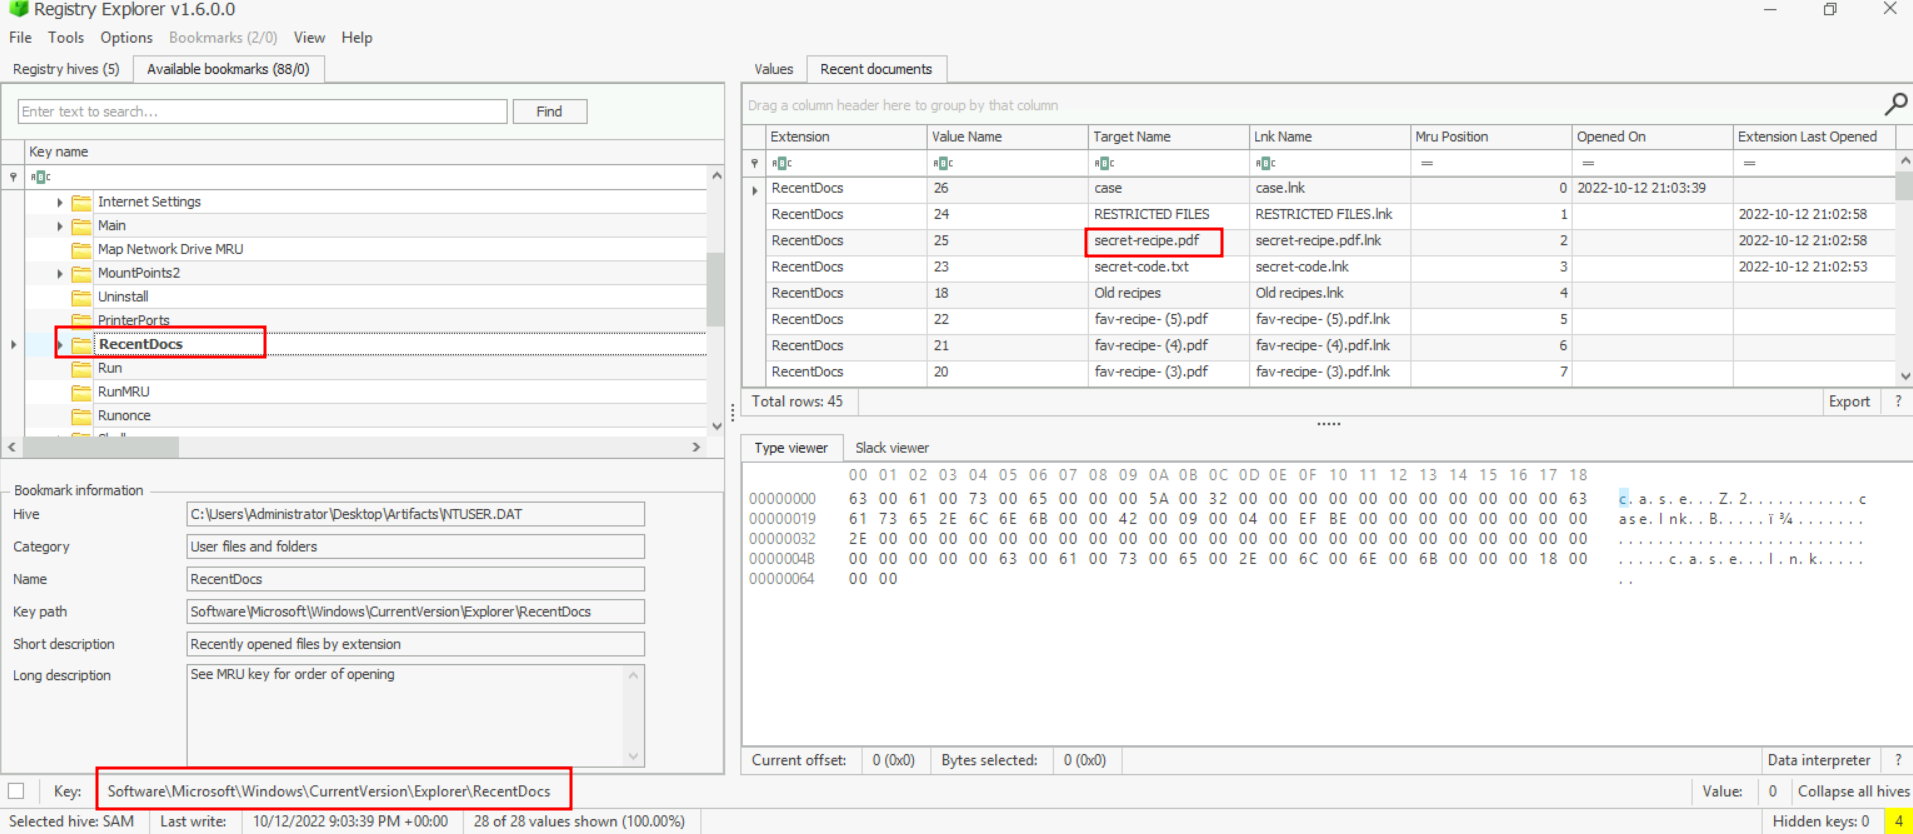 Registry Explorer v1.6.0.0
File Tools Options Bookmarks (2/0) View Help
Registry hives (5) Available bookmarks (88/0)
Enter text to search... Find
Key name
Internet Settings
Main
Map Network Drive MRU
MountPoints2
Uninstall
PrinterPorts
RecentDocs
Run
RunMRU
Runonce
Bookmark information
Hive C:\Users\Administrator\Desktop\Artifacts\NTUSER.DAT
Category User files and folders
Name RecentDocs
Key path Software\Microsoft\Windows\CurrentVersion\Explorer\RecentDocs
Short description Recently opened files by extension
Long description See MRU key for order of opening
Values Recent documents
Drag a column header here to group by that column
Extension Value Name Target Name Lnk Name Mru Position Opened On Extension Last Opened
RecentDocs 26 case case.lnk 0 2022-10-12 21:03:39
RecentDocs 24 RESTRICTED FILES RESTRICTED FILES.lnk 1 2022-10-12 21:02:58
RecentDocs 25 secret-recipe.pdf secret-recipe.pdf.lnk 2 2022-10-12 21:02:58
RecentDocs 23 secret-code.txt secret-code.lnk 3 2022-10-12 21:02:53
RecentDocs 18 Old recipes Old recipes.lnk 4
RecentDocs 22 fav-recipe- (5).pdf fav-recipe- (5).pdf.lnk 5
RecentDocs 21 fav-recipe- (4).pdf fav-recipe- (4).pdf.lnk 6
RecentDocs 20 fav-recipe- (3).pdf fav-recipe- (3).pdf.lnk 7
Total rows: 45 Export ?
Type viewer Slack viewer
00 01 02 03 04 05 06 07 08 09 0A 0B 0C 0D 0E 0F 10 11 12 13 14 15 16 17 18
00000000 63 00 61 00 73 00 65 00 00 00 5A 00 32 00 00 00 00 00 00 00 00 00 00 00 63 c.a.s.e...Z.2...........c
00000019 61 73 65 2E 6C 6E 6B 00 00 42 00 09 00 04 00 EF BE 00 00 00 00 00 00 00 00 ase.lnk..B.....ï¾........
00000032 2E 00 00 00 00 00 00 00 00 00 00 00 00 00 00 00 00 00 00 00 00 00 00 00 00 .........................
0000004B 00 00 00 00 00 63 00 61 00 73 00 65 00 2E 00 6C 00 6E 00 6B 00 00 00 18 00 .....c.a.s.e...l.n.k.....
00000064 00 00 ..
Current offset: 0 (0x0) Bytes selected: 0 (0x0) Data interpreter ?
Key: Software\Microsoft\Windows\CurrentVersion\Explorer\RecentDocs Value: 0 Collapse all hives
Selected hive: SAM Last write: 10/12/2022 9:03:39 PM +00:00 28 of 28 values shown (100.00%) Hidden keys: 0 4